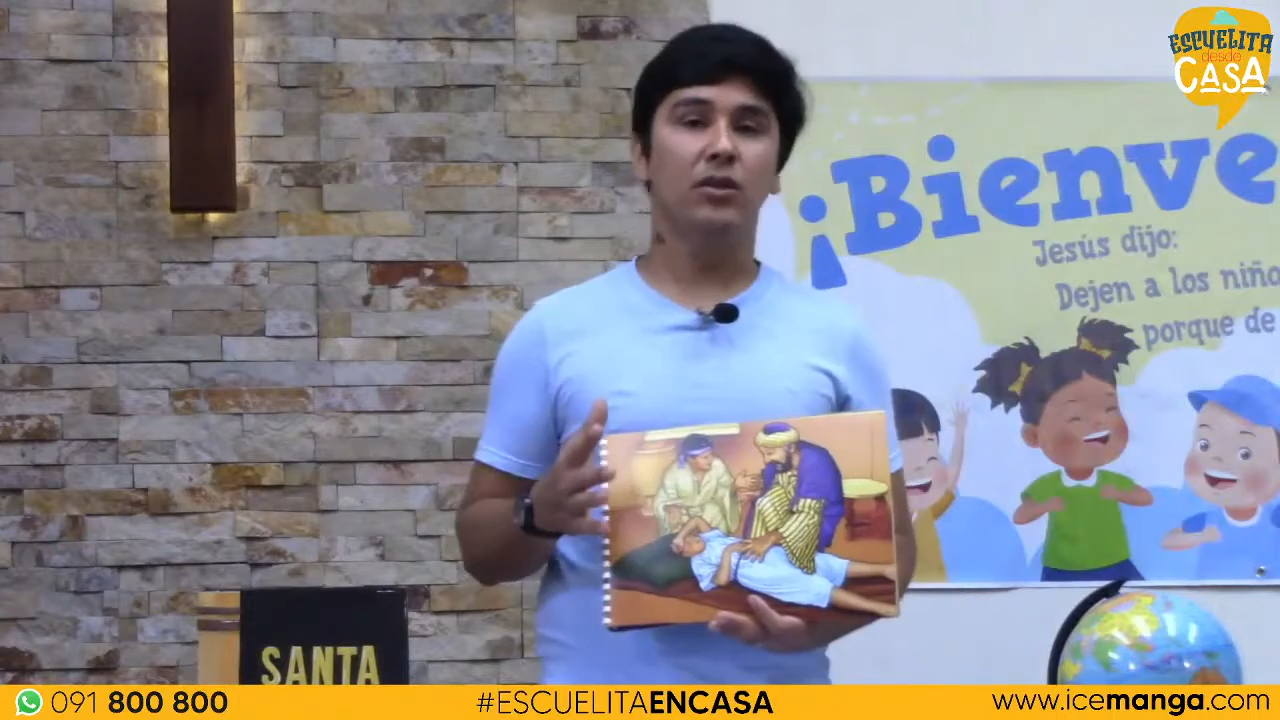 ESCUELITA
desde
CASA
¡Bienve
Jesús dijo:
Dejen a los niño
porque de
SANTA
091 800 800
#ESCUELITAENCASA
www.icemanga.com